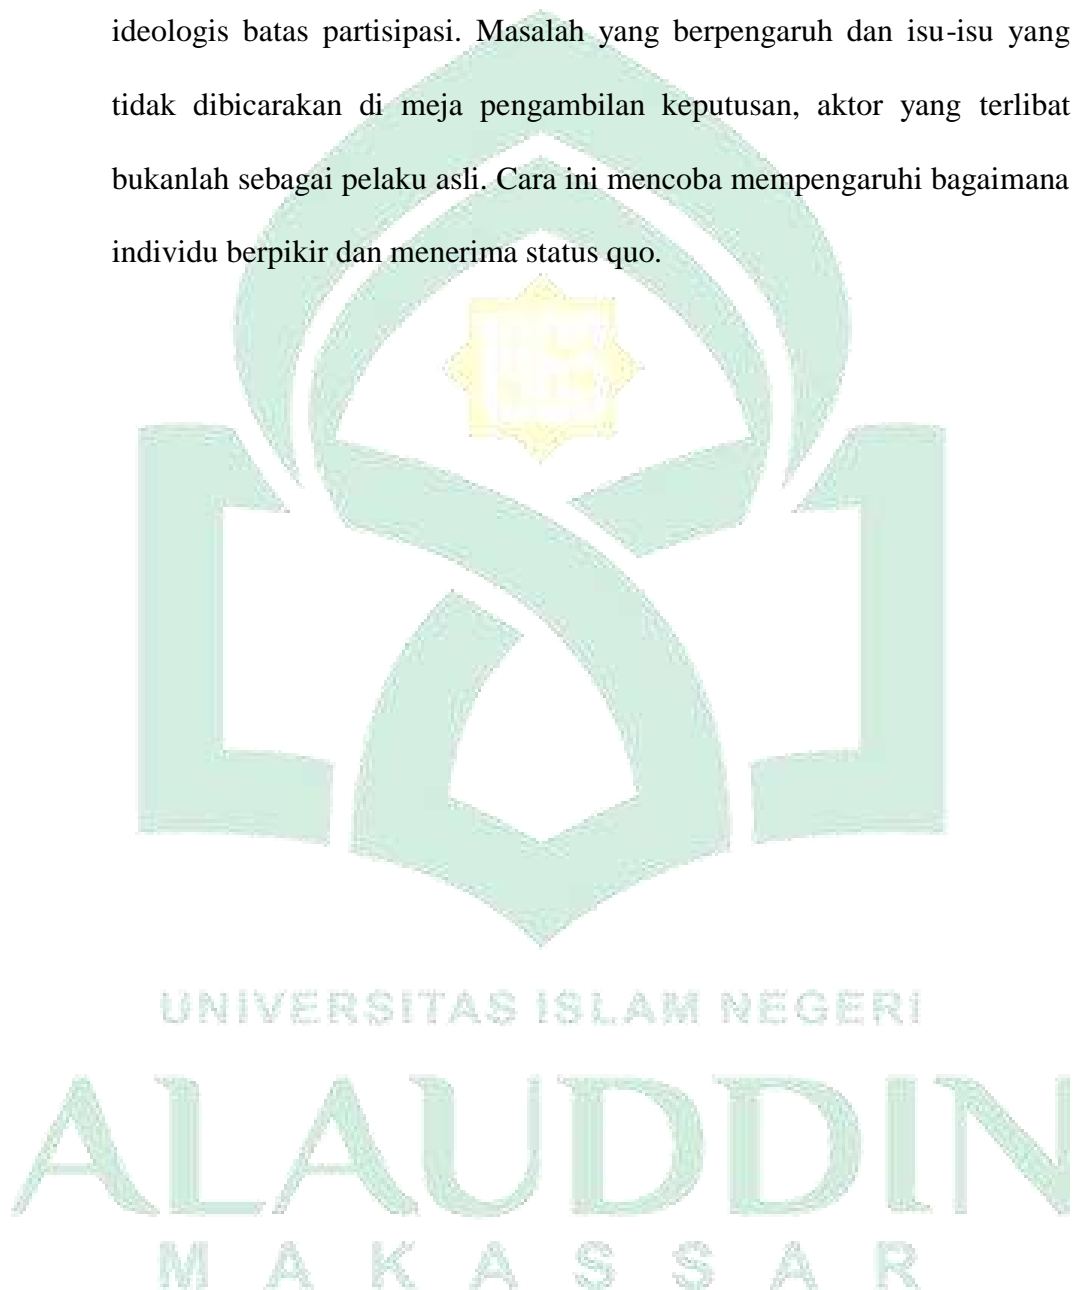 ideologis batas partisipasi. Masalah yang berpengaruh dan isu-isu yang
tidak dibicarakan di meja pengambilan keputusan, aktor yang terlibat
bukanlah sebagai pelaku asli. Cara ini mencoba mempengaruhi bagaimana
individu berpikir dan menerima status quo.
UNIVERSITAS ISLAM NEGERI
ALAUDDIN
MAKASSAR